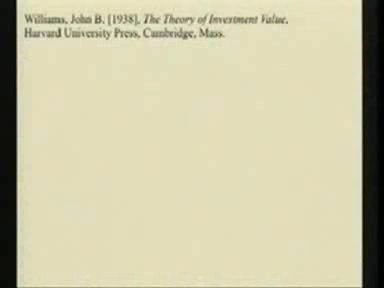 Williams, John B. [1938], The Theory of Investment Value,
Harvard University Press, Cambridge, Mass.